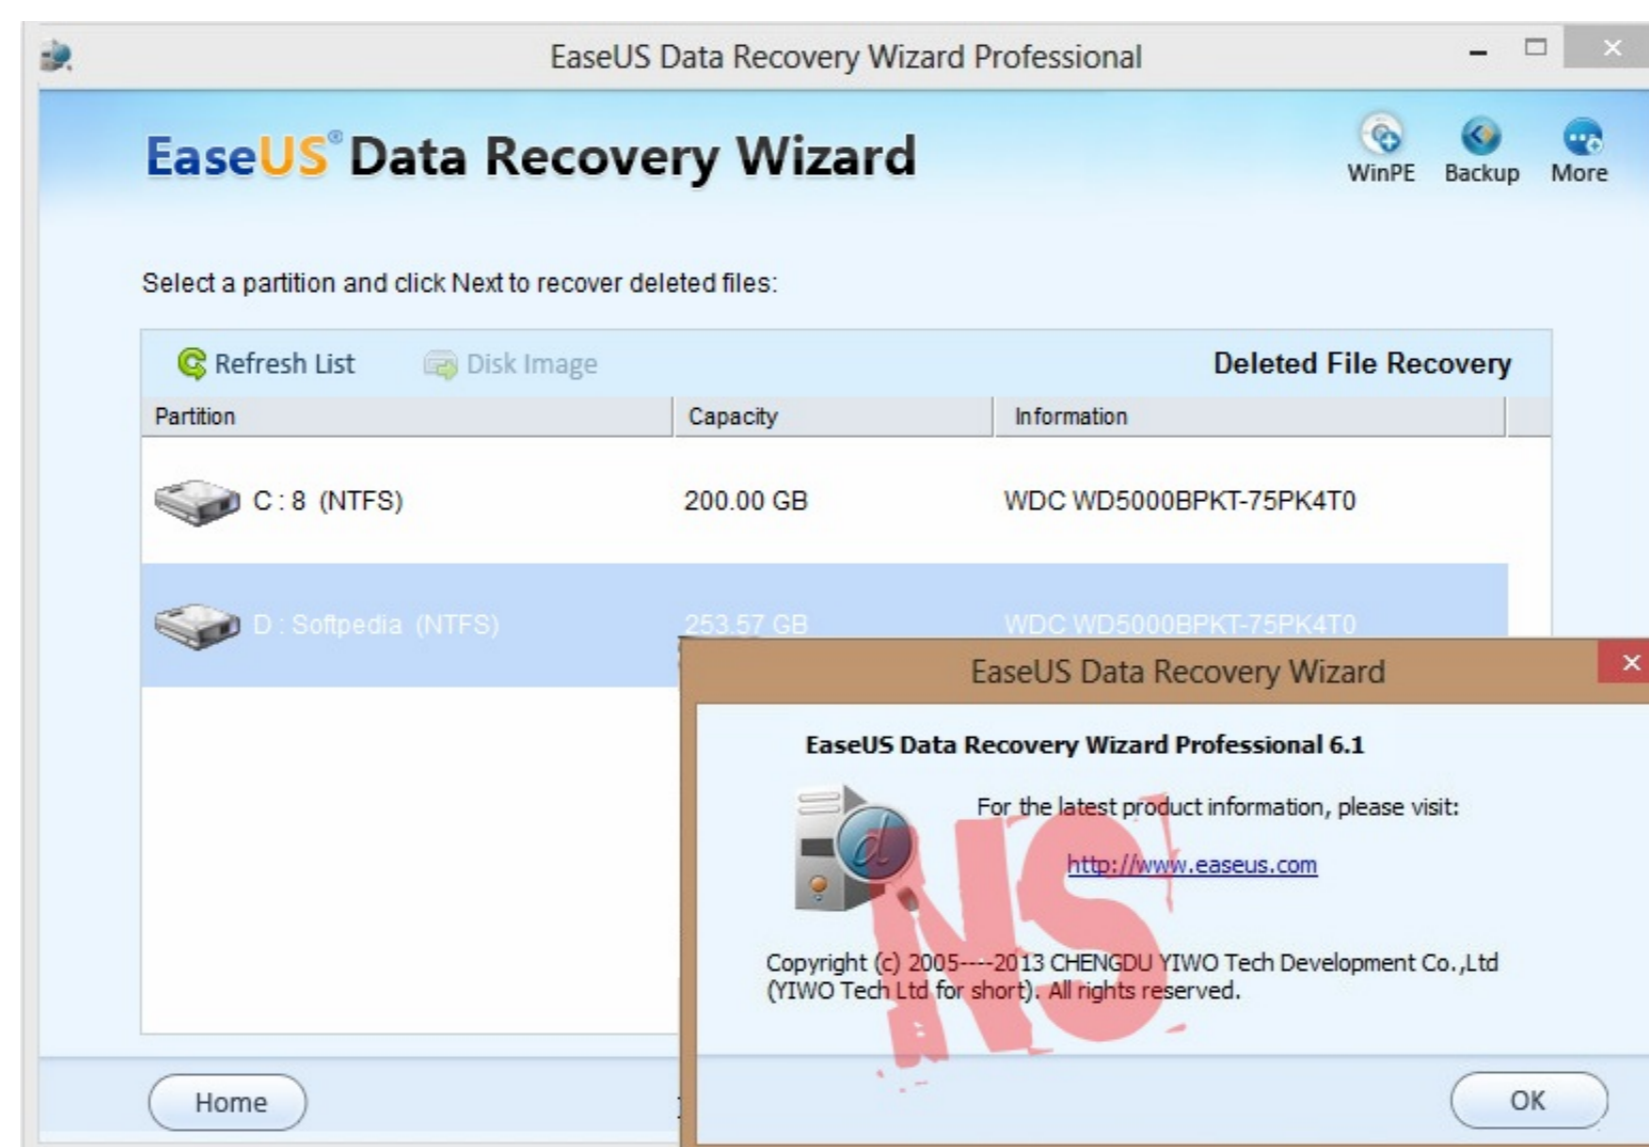 EaseUS Data Recovery Wizard Professional
EaseUS® Data Recovery Wizard
WinPE Backup More
Select a partition and click Next to recover deleted files:
Refresh List Disk Image Deleted File Recovery
Partition Capacity Information
C : 8 (NTFS) 200.00 GB WDC WD5000BPKT-75PK4T0
D : Softpedia (NTFS) 253.57 GB WDC WD5000BPKT-75PK4T0
EaseUS Data Recovery Wizard
EaseUS Data Recovery Wizard Professional 6.1
For the latest product information, please visit:
http://www.easeus.com
Copyright (c) 2005----2013 CHENGDU YIWO Tech Development Co.,Ltd
(YIWO Tech Ltd for short). All rights reserved.
NS
Home OK